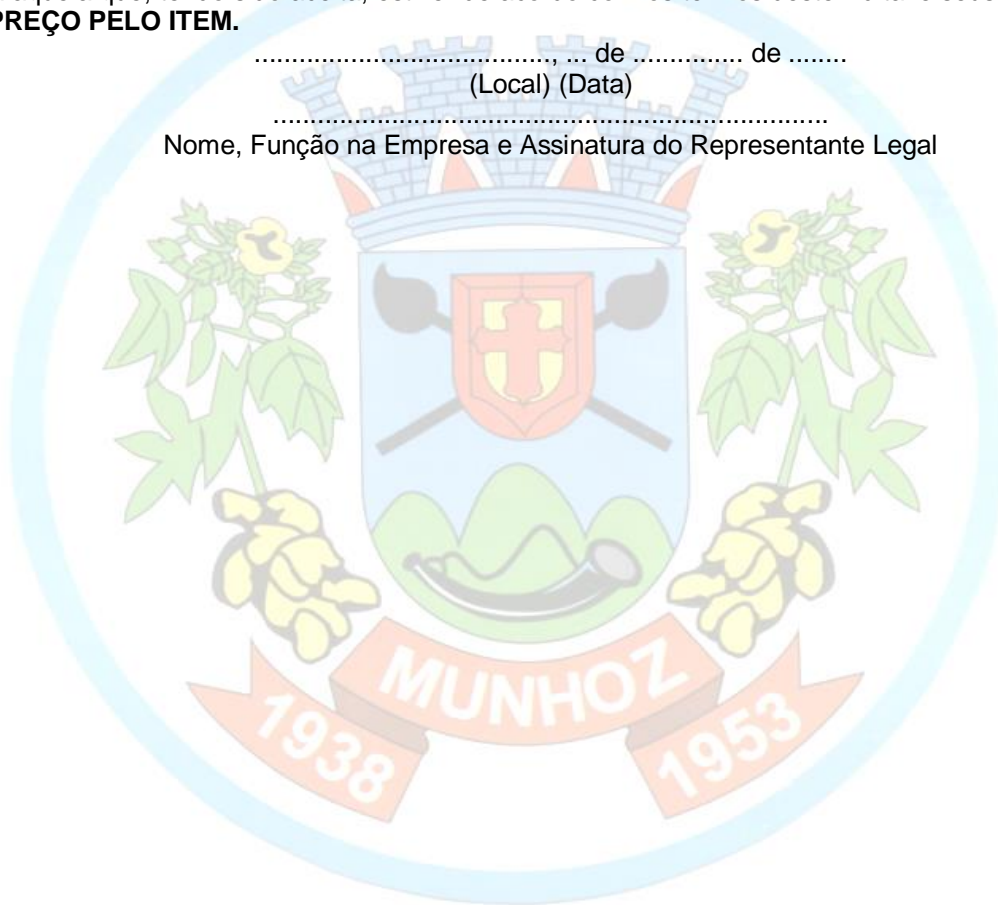 PREÇO PELO ITEM.
......................................., ... de ............... de ........
(Local) (Data)
...........................................................................
Nome, Função na Empresa e Assinatura do Representante Legal
MUNHOZ
1938
1953